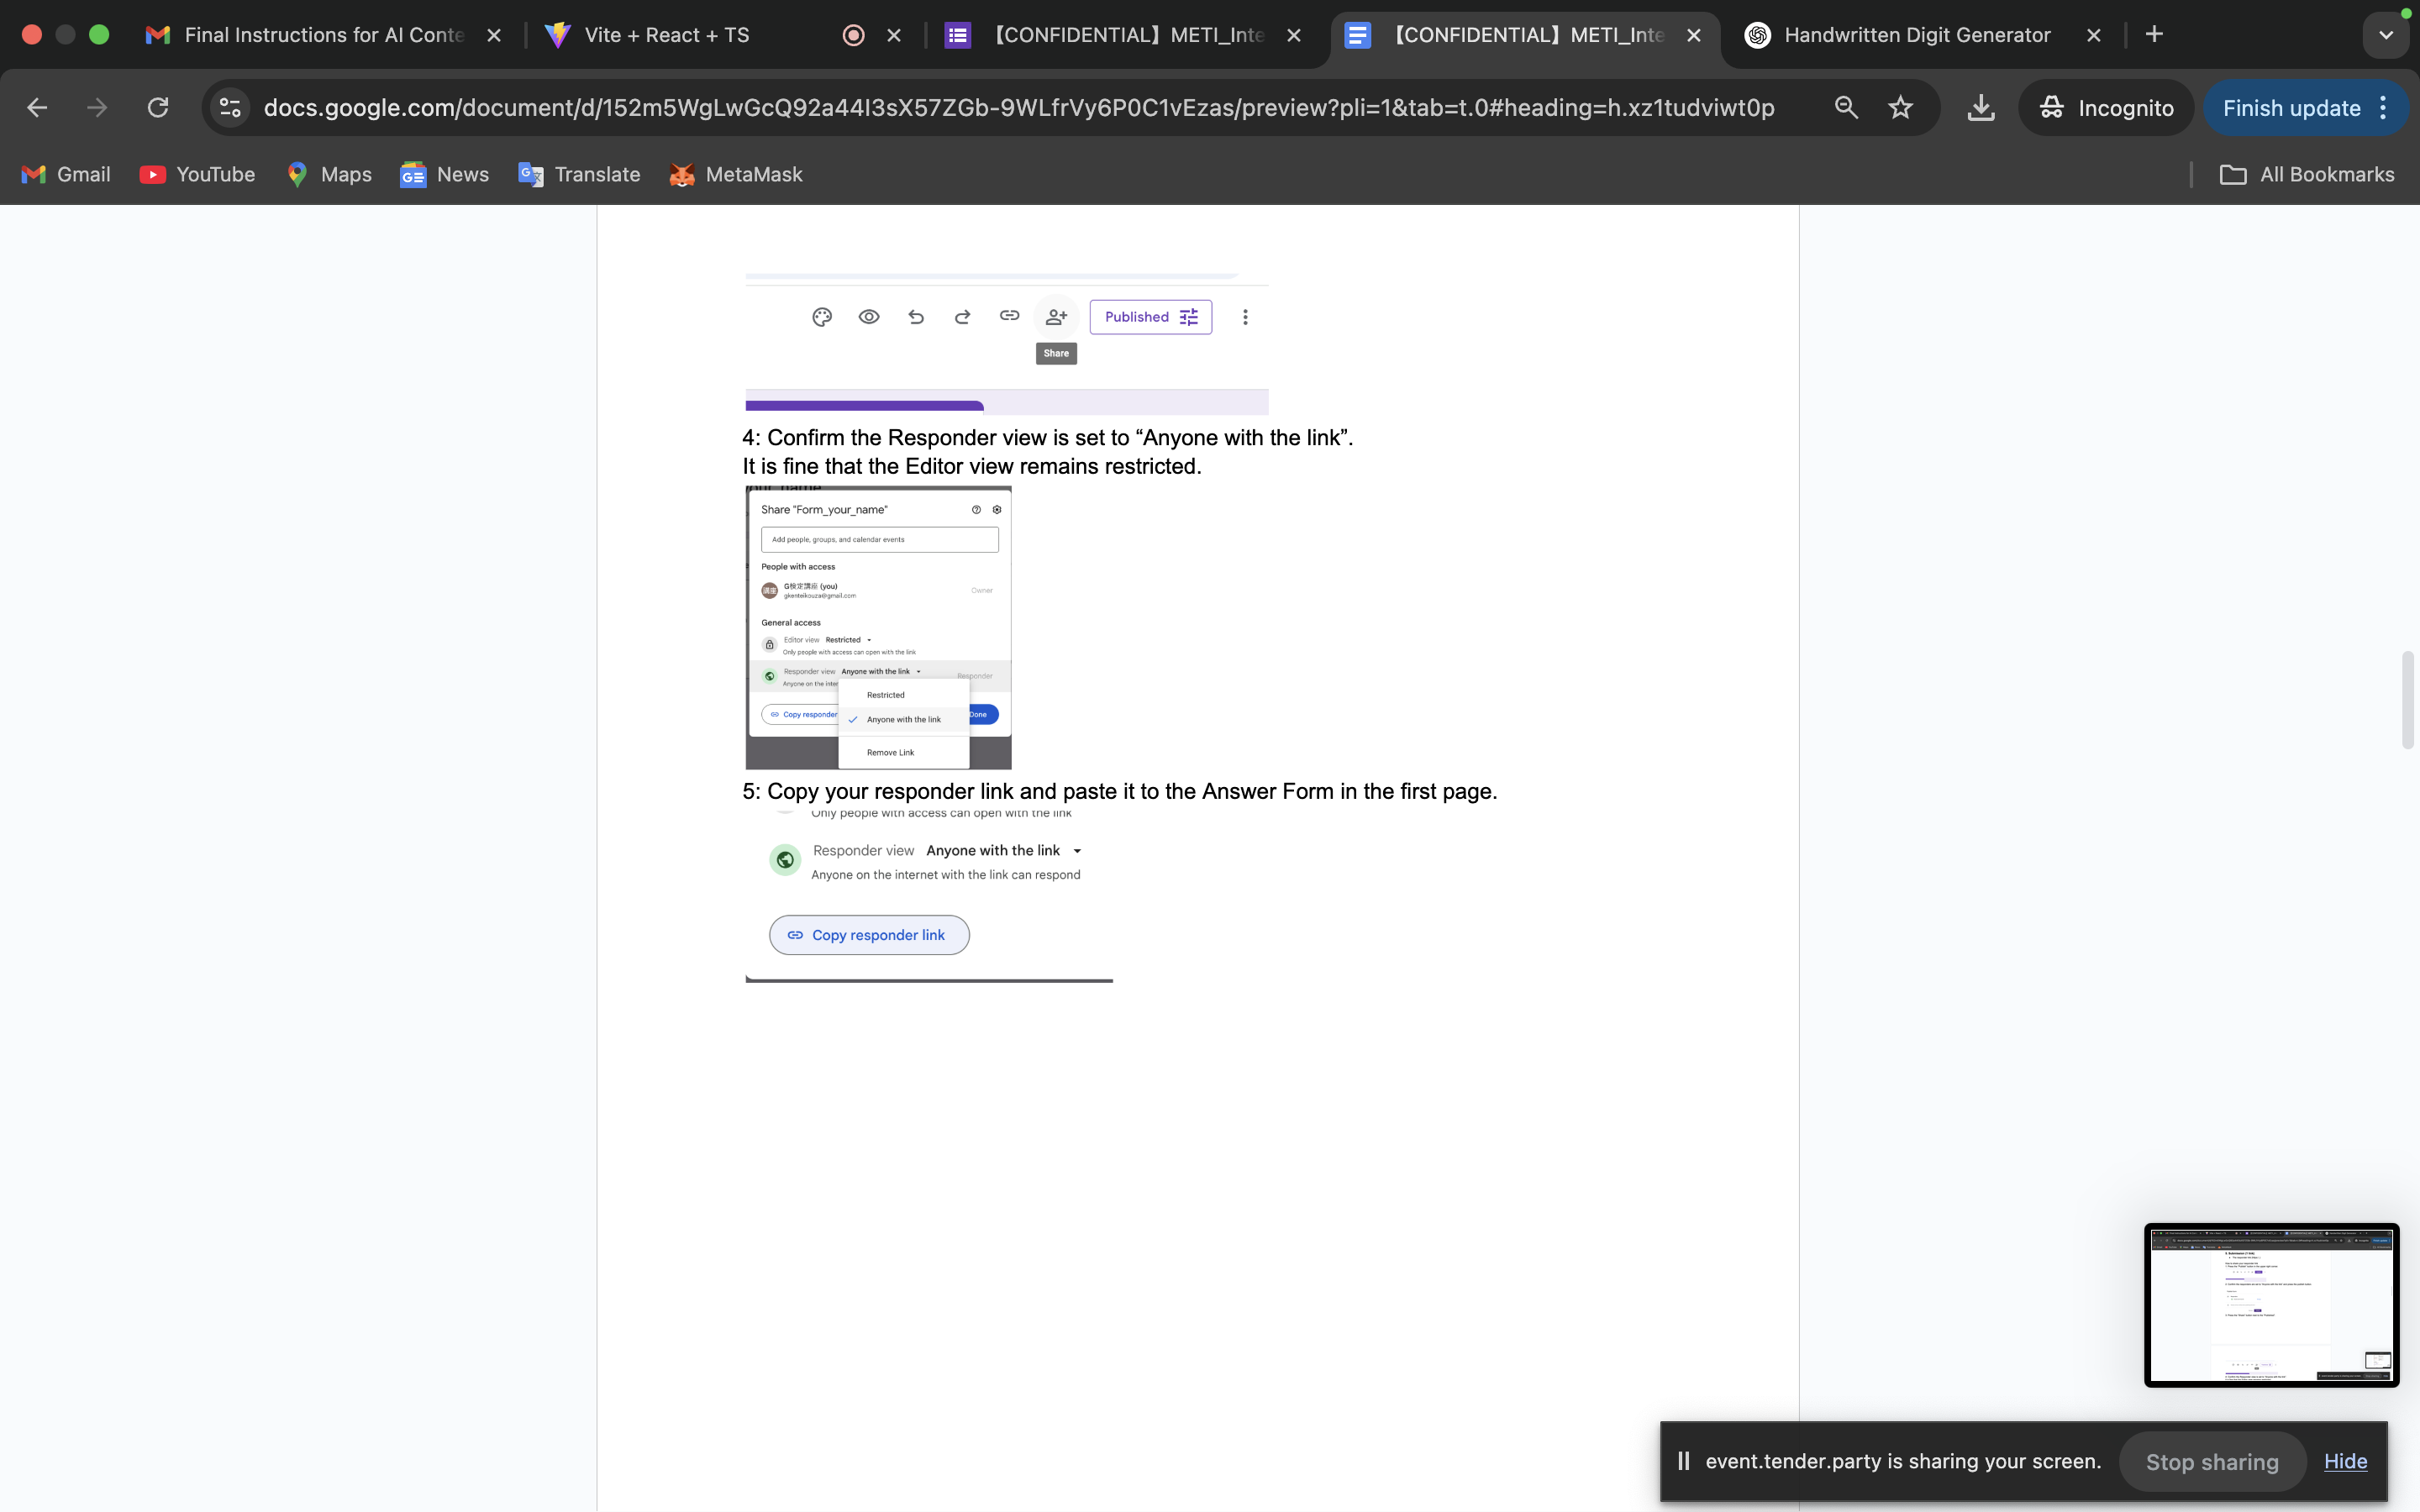 Final Instructions for AI Conte
Vite + React + TS
【CONFIDENTIAL】METI_Inte
【CONFIDENTIAL】METI_Inte
Handwritten Digit Generator
docs.google.com/document/d/152m5WgLwGcQ92a44I3sX57ZGb-9WLfrVy6P0C1vEzas/preview?pli=1&tab=t.0#heading=h.xz1tudviwt0p
Incognito
Finish update
Gmail
YouTube
Maps
News
Translate
MetaMask
All Bookmarks
Published
Share
4: Confirm the Responder view is set to “Anyone with the link”.
It is fine that the Editor view remains restricted.
Share "Form_your_name"
Add people, groups, and calendar events
People with access
講座
G検定講座 (you)
gkenteikouza@gmail.com
Owner
General access
Editor view Restricted
Only people with access can open with the link
Responder view Anyone with the link
Anyone on the inter
Responder
Restricted
Copy responder
Anyone with the link
Done
Remove Link
5: Copy your responder link and paste it to the Answer Form in the first page.
Only people with access can open with the link
Responder view Anyone with the link
Anyone on the internet with the link can respond
Copy responder link
event.tender.party is sharing your screen.
Stop sharing
Hide